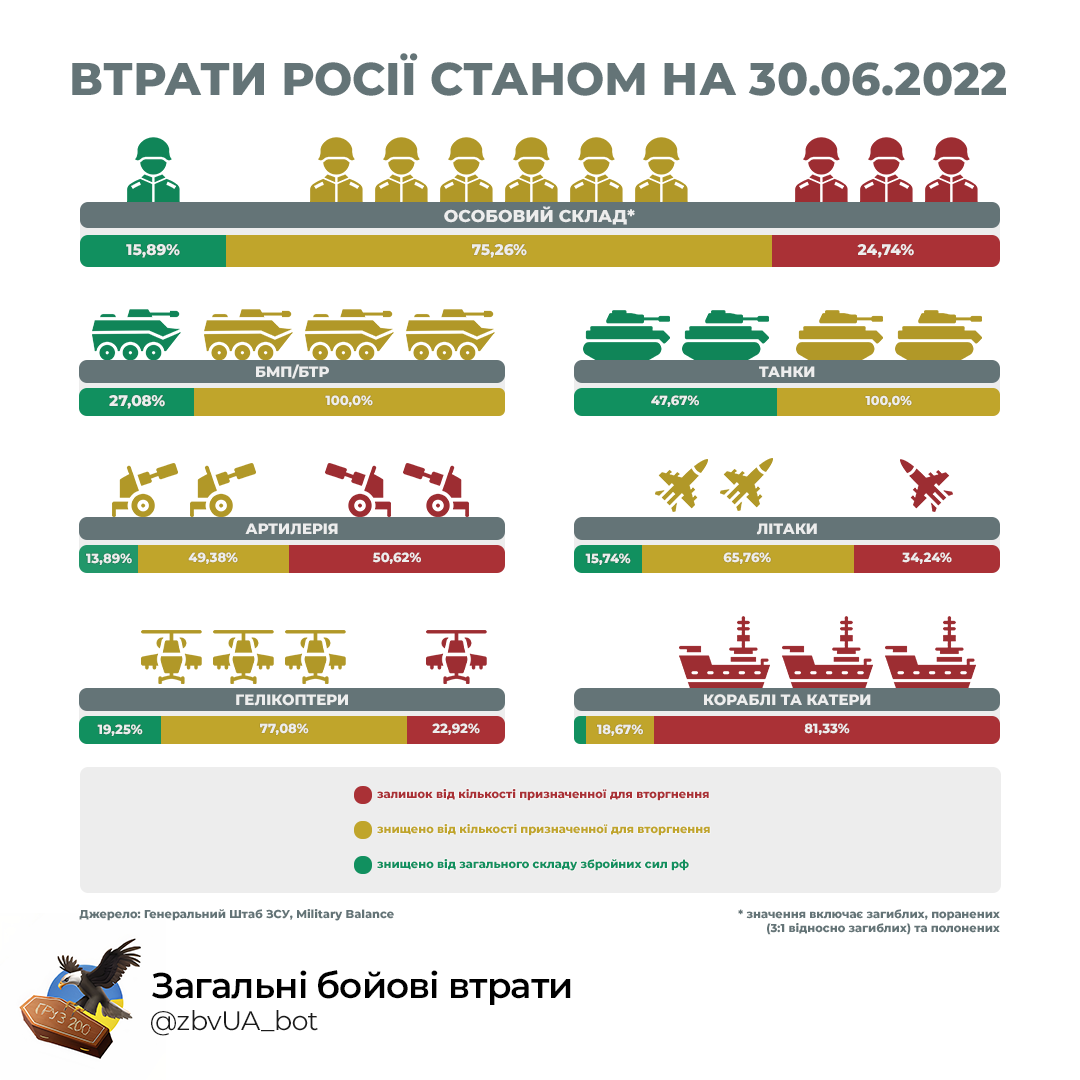 ВТРАТИ РОСІЇ СТАНОМ НА 30.06.2022
ОСОБОВИЙ СКЛАД*
15,89% 75,26% 24,74%
БМП/БТР
27,08% 100,0%
ТАНКИ
47,67% 100,0%
АРТИЛЕРІЯ
13,89% 49,38% 50,62%
ЛІТАКИ
15,74% 65,76% 34,24%
ГЕЛІКОПТЕРИ
19,25% 77,08% 22,92%
КОРАБЛІ ТА КАТЕРИ
18,67% 81,33%
залишок від кількості призначенної для вторгнення
знищено від кількості призначенної для вторгнення
знищено від загального складу збройних сил рф
Джерело: Генеральний Штаб ЗСУ, Military Balance
* значення включає загиблих, поранених
(3:1 відносно загиблих) та полонених
ГРУЗ 200
Загальні бойові втрати
@zbvUA_bot